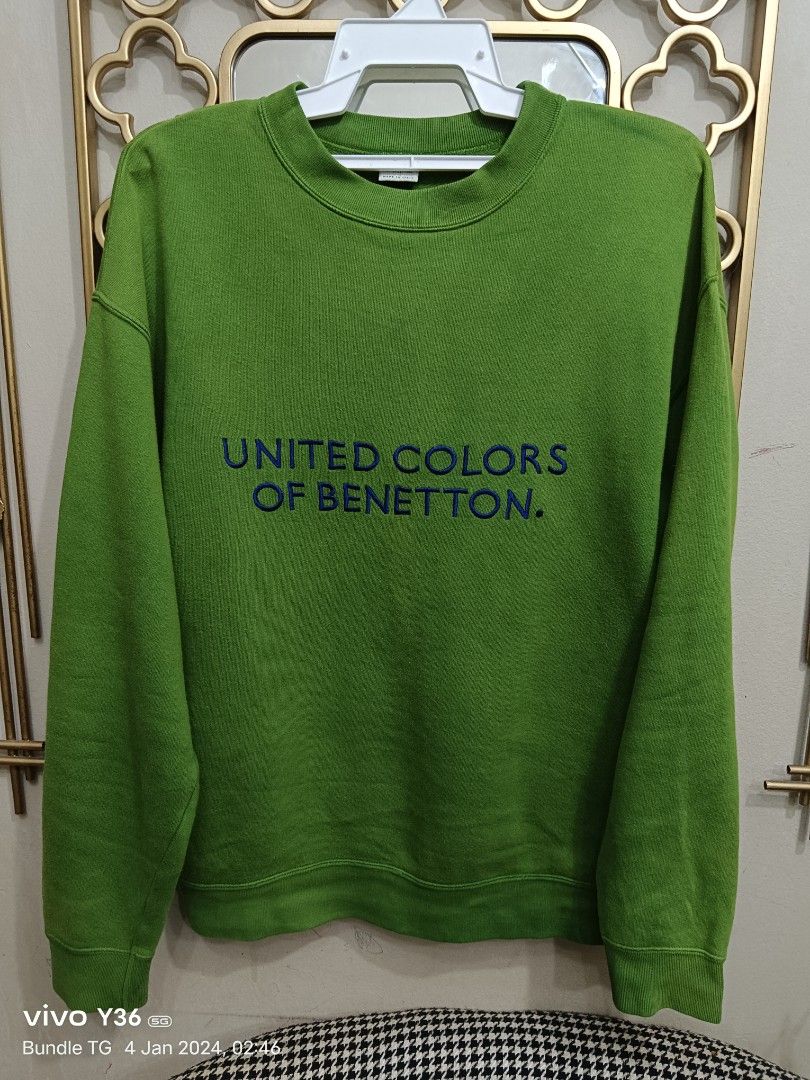 UNITED COLORS
OF BENETTON.
vivo Y36 5G
Bundle TG 4 Jan 2024, 02:46